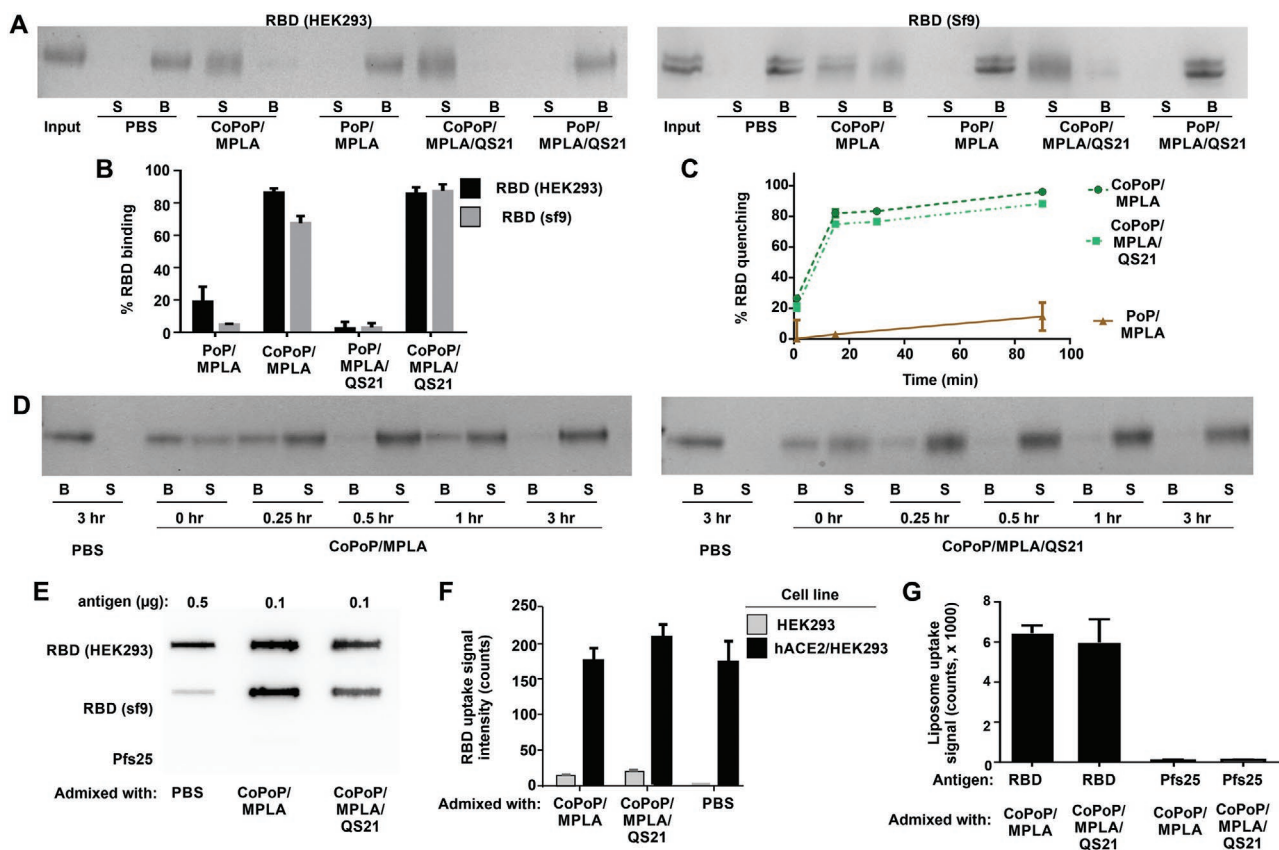 A
RBD (HEK293)
Input
S B S B S B S B S B
PBS CoPoP/ PoP/ CoPoP/ PoP/
MPLA MPLA MPLA/QS21 MPLA/QS21
RBD (Sf9)
Input
S B S B S B S B S B
PBS CoPoP/ PoP/ CoPoP/ PoP/
MPLA MPLA MPLA/QS21 MPLA/QS21
B
% RBD binding
100
80
60
40
20
0
PoP/ CoPoP/ PoP/ CoPoP/
MPLA MPLA MPLA/ MPLA/
QS21 QS21
RBD (HEK293)
RBD (sf9)
C
% RBD quenching
100
80
60
40
20
0
0 20 40 60 80 100
Time (min)
CoPoP/
MPLA
CoPoP/
MPLA/
QS21
PoP/
MPLA
D
B S B S B S B S B S B S
3 hr 0 hr 0.25 hr 0.5 hr 1 hr 3 hr
PBS CoPoP/MPLA
B S B S B S B S B S B S
3 hr 0 hr 0.25 hr 0.5 hr 1 hr 3 hr
PBS CoPoP/MPLA/QS21
E
antigen (μg): 0.5 0.1 0.1
RBD (HEK293)
RBD (sf9)
Pfs25
Admixed with: PBS CoPoP/ CoPoP/
MPLA MPLA/
QS21
F
RBD uptake signal
intensity (counts)
250
200
150
100
50
0
Admixed with: CoPoP/ CoPoP/ PBS
MPLA MPLA/
QS21
Cell line
HEK293
hACE2/HEK293
G
Liposome uptake
signal (counts, x 1000)
8
6
4
2
0
Antigen: RBD RBD Pfs25 Pfs25
Admixed with: CoPoP/ CoPoP/ CoPoP/ CoPoP/
MPLA MPLA/ MPLA MPLA/
QS21 QS21